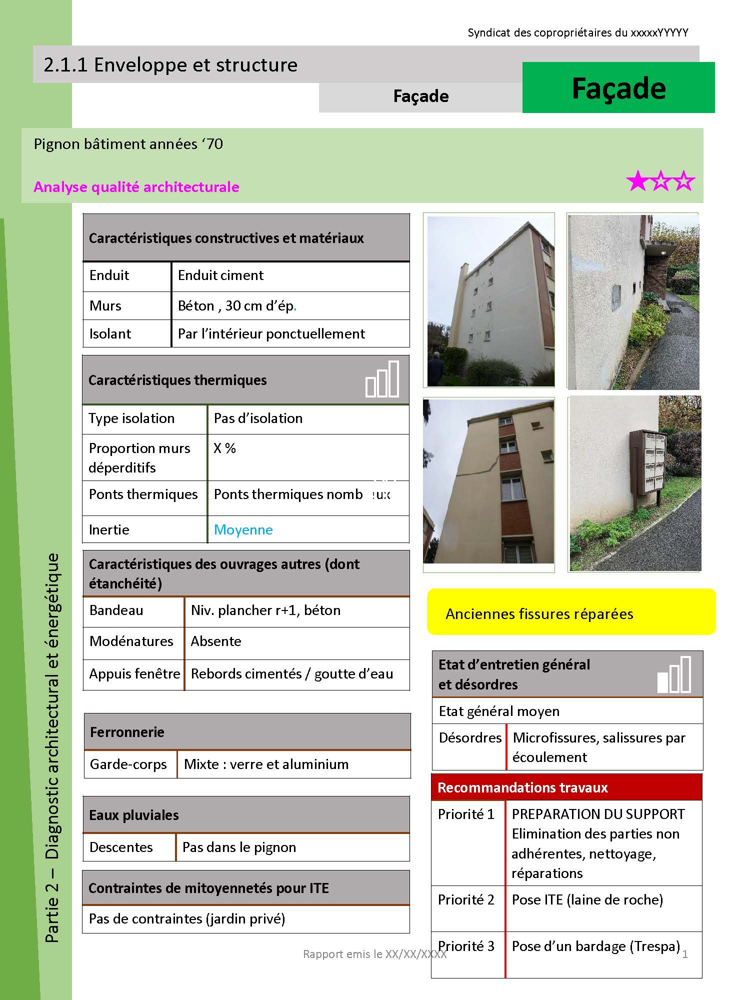 Syndicat des copropriétaires du xxxxxYYYYY
2.1.1 Enveloppe et structure
Façade
Façade
Pignon bâtiment années ‘70
Analyse qualité architecturale
Caractéristiques constructives et matériaux
Enduit Enduit ciment
Murs Béton , 30 cm d’ép.
Isolant Par l’intérieur ponctuellement
Caractéristiques thermiques
Type isolation Pas d’isolation
Proportion murs X %
déperditifs
Ponts thermiques Ponts thermiques nomb eux
Inertie Moyenne
Caractéristiques des ouvrages autres (dont
étanchéité)
Bandeau Niv. plancher r+1, béton
Modénatures Absente
Appuis fenêtre Rebords cimentés / goutte d’eau
Ferronnerie
Garde-corps Mixte : verre et aluminium
Eaux pluviales
Descentes Pas dans le pignon
Contraintes de mitoyennetés pour ITE
Pas de contraintes (jardin privé)
Anciennes fissures réparées
Etat d’entretien général
et désordres
Etat général moyen
Désordres Microfissures, salissures par
écoulement
Recommandations travaux
Priorité 1 PREPARATION DU SUPPORT
Elimination des parties non
adhérentes, nettoyage,
réparations
Priorité 2 Pose ITE (laine de roche)
Priorité 3 Pose d’un bardage (Trespa)
Rapport emis le XX/XX/XXXX 1
Partie 2 – Diagnostic architectural et énergétique